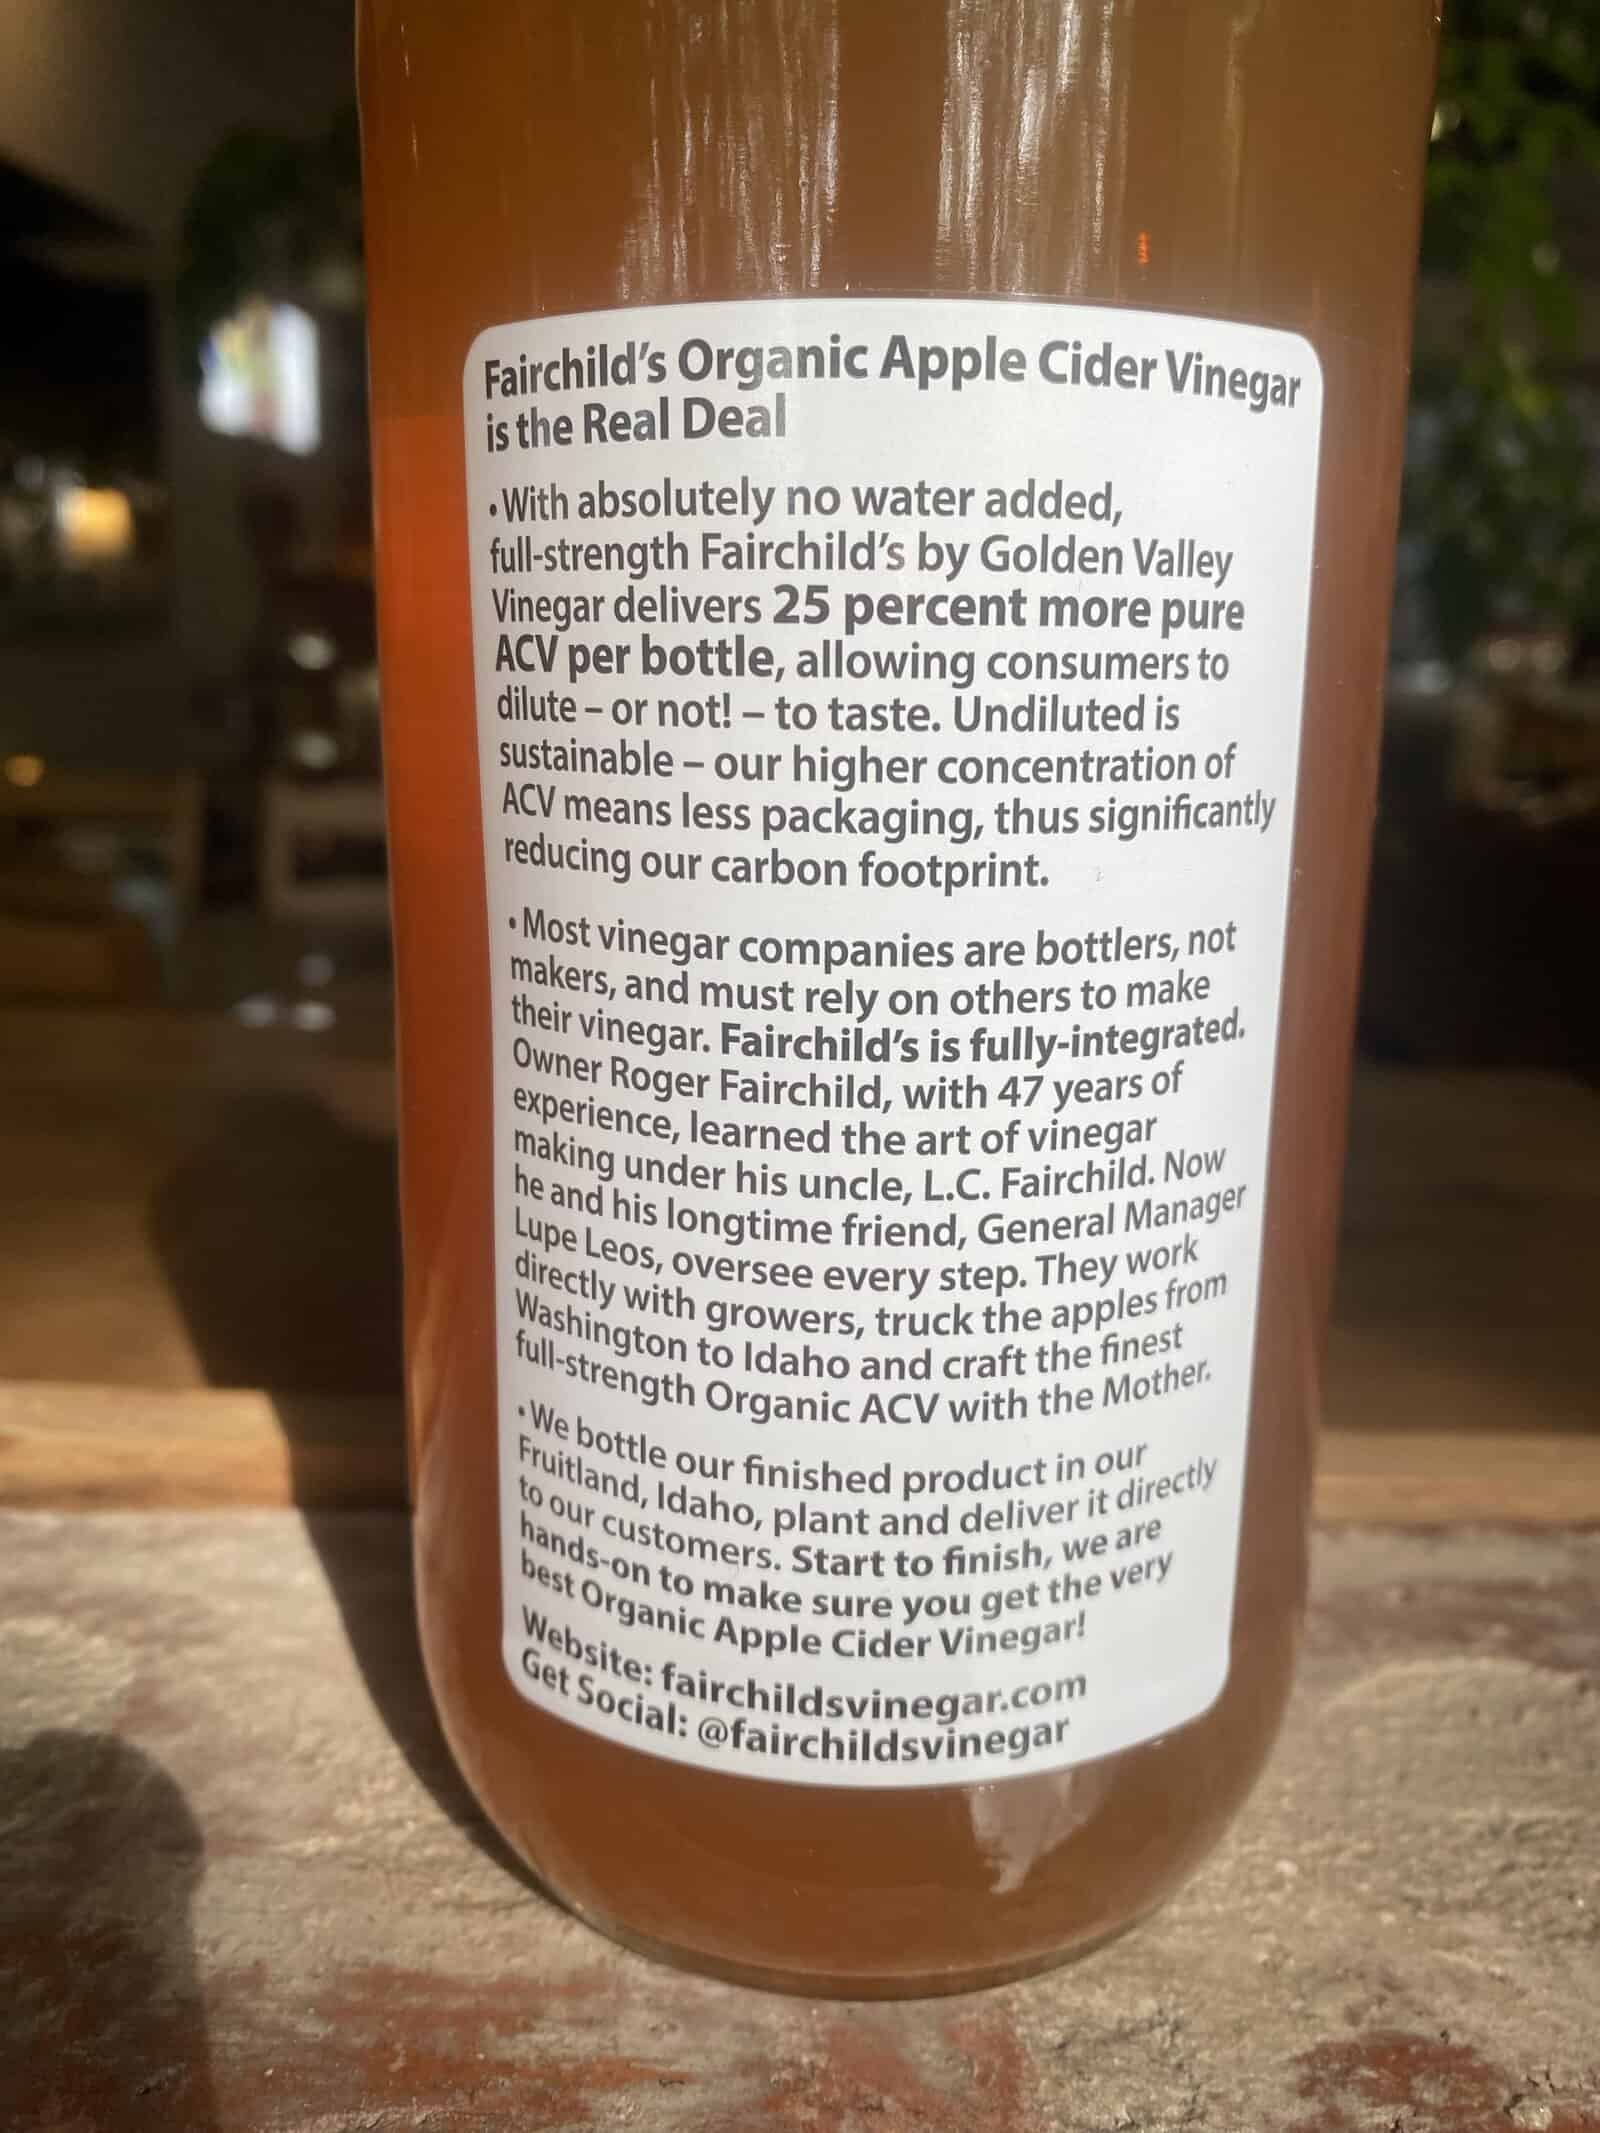 Fairchild's Organic Apple Cider Vinegar
is the Real Deal
• With absolutely no water added,
full-strength Fairchild's by Golden Valley
Vinegar delivers 25 percent more pure
ACV per bottle, allowing consumers to
dilute – or not! – to taste. Undiluted is
sustainable – our higher concentration of
ACV means less packaging, thus significantly
reducing our carbon footprint.
• Most vinegar companies are bottlers, not
makers, and must rely on others to make
their vinegar. Fairchild's is fully-integrated.
Owner Roger Fairchild, with 47 years of
experience, learned the art of vinegar
making under his uncle, L.C. Fairchild. Now
he and his longtime friend, General Manager
Lupe Leos, oversee every step. They work
directly with growers, truck the apples from
Washington to Idaho and craft the finest
full-strength Organic ACV with the Mother.
• We bottle our finished product in our
Fruitland, Idaho, plant and deliver it directly
to our customers. Start to finish, we are
hands-on to make sure you get the very
best Organic Apple Cider Vinegar!
Website: fairchildsvinegar.com
Get Social: @fairchildsvinegar